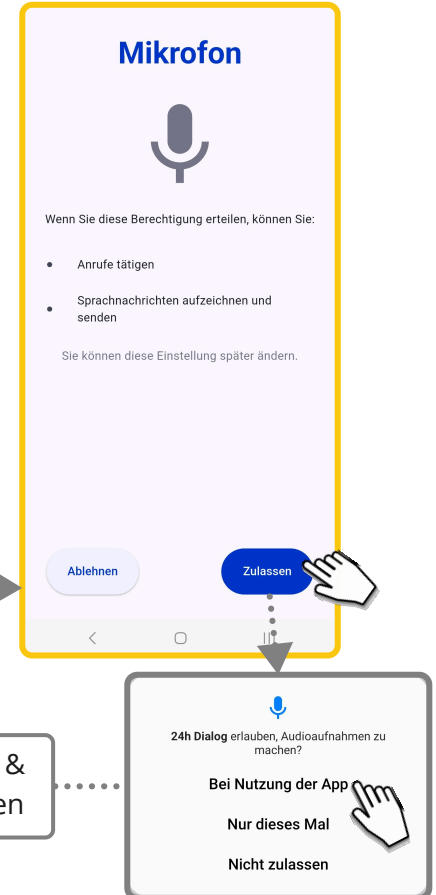 Mikrofon
Wenn Sie diese Berechtigung erteilen, können Sie:
• Anrufe tätigen
• Sprachnachrichten aufzeichnen und
senden
Sie können diese Einstellung später ändern.
Ablehnen
Zulassen
24h Dialog erlauben, Audioaufnahmen zu
machen?
&
Bei Nutzung der App
en
Nur dieses Mal
Nicht zulassen